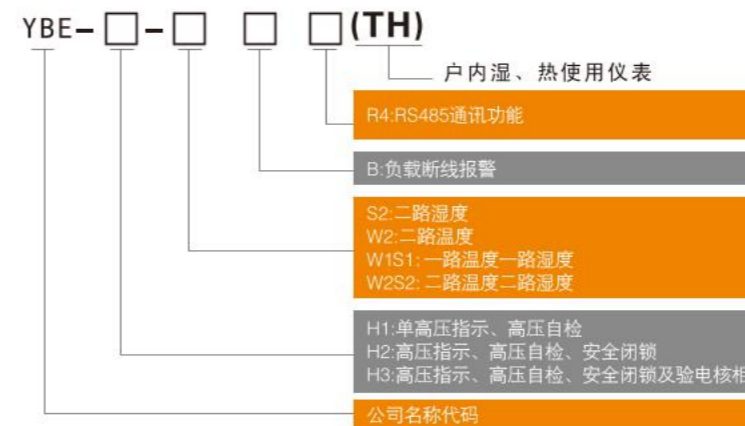 YBE-□-□ □ □(TH)
户内湿、热使用仪表
R4:RS485通讯功能
B:负载断线报警
S2:二路湿度
W2:二路温度
W1S1:一路温度一路湿度
W2S2:二路温度二路湿度
H1:单高压指示、高压自检
H2:高压指示、高压自检、安全闭锁
H3:高压指示、高压自检、安全闭锁及验电核相
公司名称代码